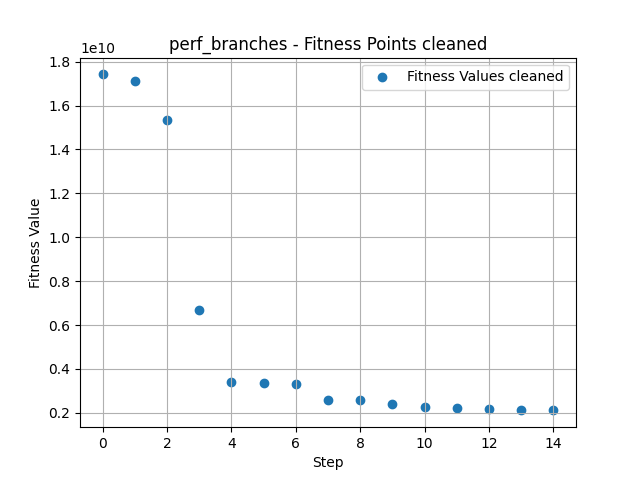 perf_branches - Fitness Points cleaned
1e10
Fitness Values cleaned
1.8
1.6
1.4
1.2
1.0
0.8
0.6
0.4
0.2
Fitness Value
0 2 4 6 8 10 12 14
Step